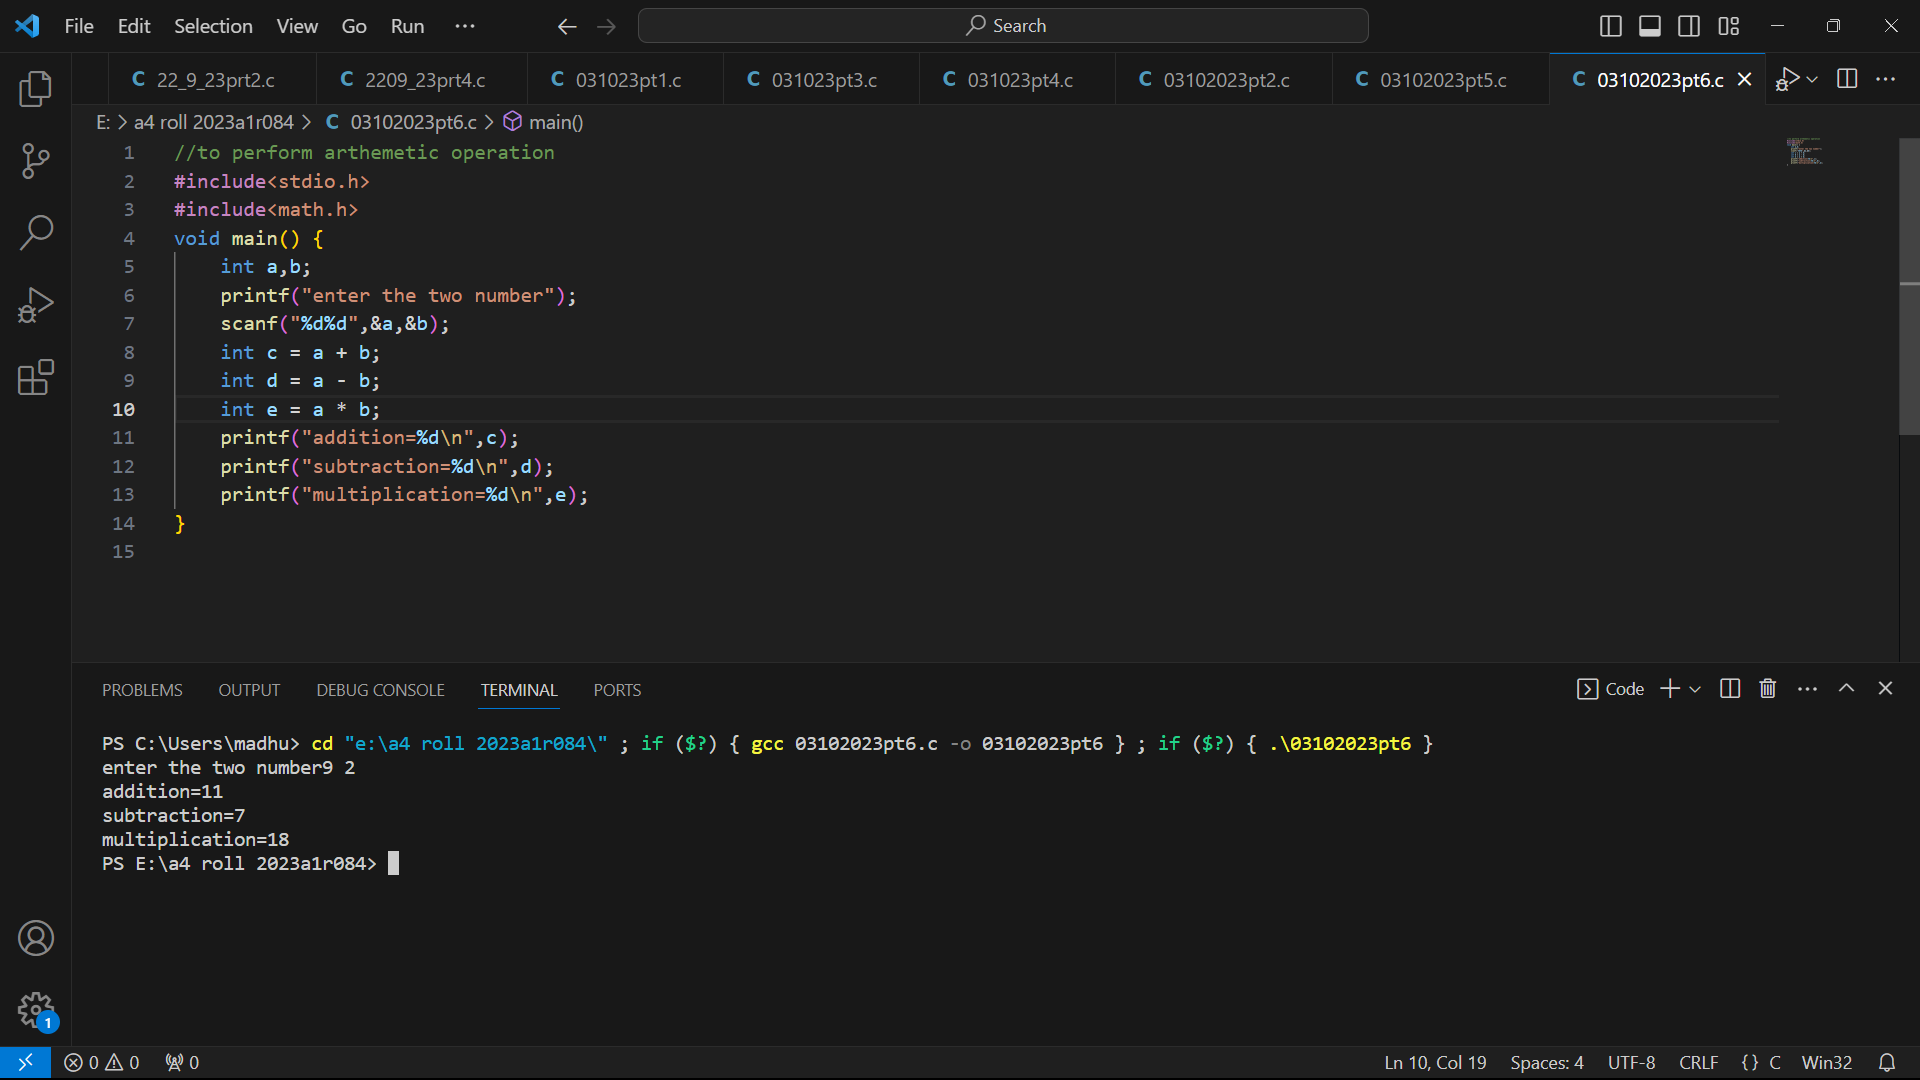 File Edit Selection View Go Run ··· Search
C 22_9_23prt2.c C 2209_23prt4.c C 031023pt1.c C 031023pt3.c C 031023pt4.c C 03102023pt2.c C 03102023pt5.c C 03102023pt6.c
E: > a4 roll 2023a1r084 > C 03102023pt6.c > main()
1 //to perform arthemetic operation
2 #include<stdio.h>
3 #include<math.h>
4 void main() {
5 int a,b;
6 printf("enter the two number");
7 scanf("%d%d",&a,&b);
8 int c = a + b;
9 int d = a - b;
10 int e = a * b;
11 printf("addition=%d\n",c);
12 printf("subtraction=%d\n",d);
13 printf("multiplication=%d\n",e);
14 }
15
PROBLEMS OUTPUT DEBUG CONSOLE TERMINAL PORTS Code
PS C:\Users\madhu> cd "e:\a4 roll 2023a1r084\" ; if ($?) { gcc 03102023pt6.c -o 03102023pt6 } ; if ($?) { .\03102023pt6 }
enter the two number9 2
addition=11
subtraction=7
multiplication=18
PS E:\a4 roll 2023a1r084>
1
0 0 0 Ln 10, Col 19 Spaces: 4 UTF-8 CRLF {} C Win32